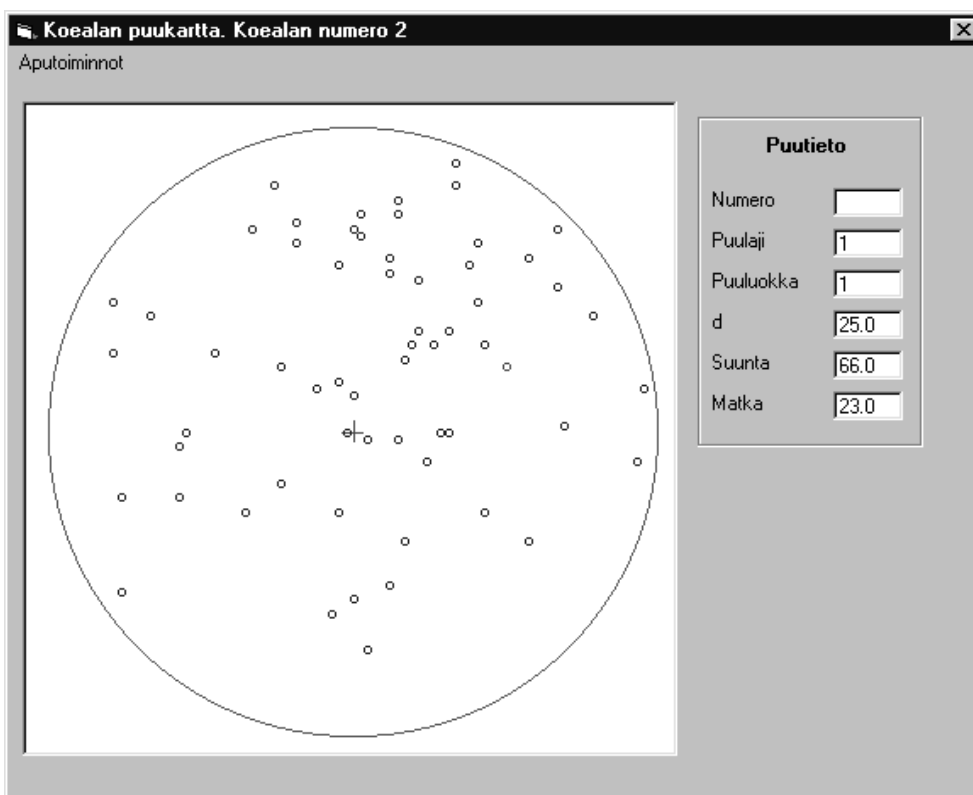 Koealan puukartta. Koealan numero 2
Aputoiminnot
Puutieto
Numero
Puulaji 1
Puuluokka 1
d 25.0
Suunta 66.0
Matka 23.0